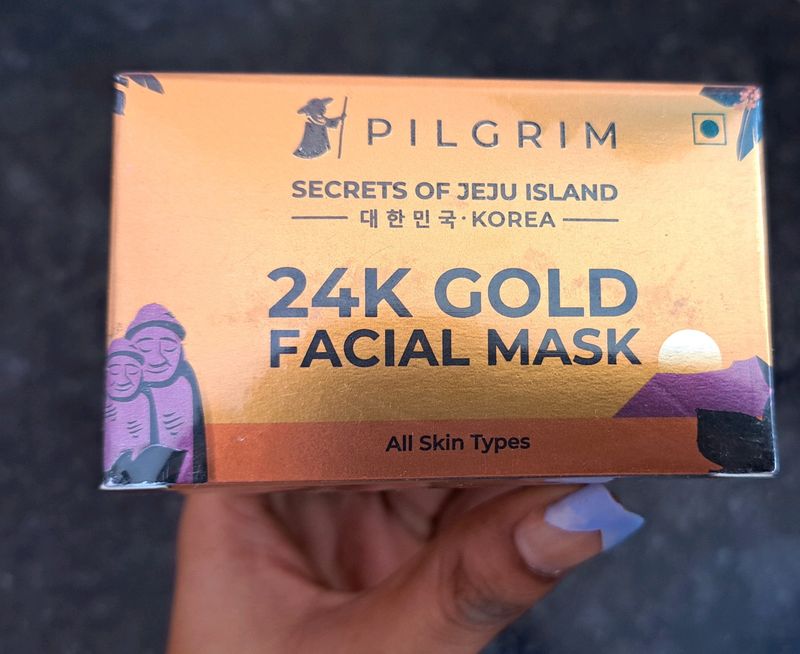 PILGRIM
SECRETS OF JEJU ISLAND
대한민국·KOREA
24K GOLD
FACIAL MASK
All Skin Types